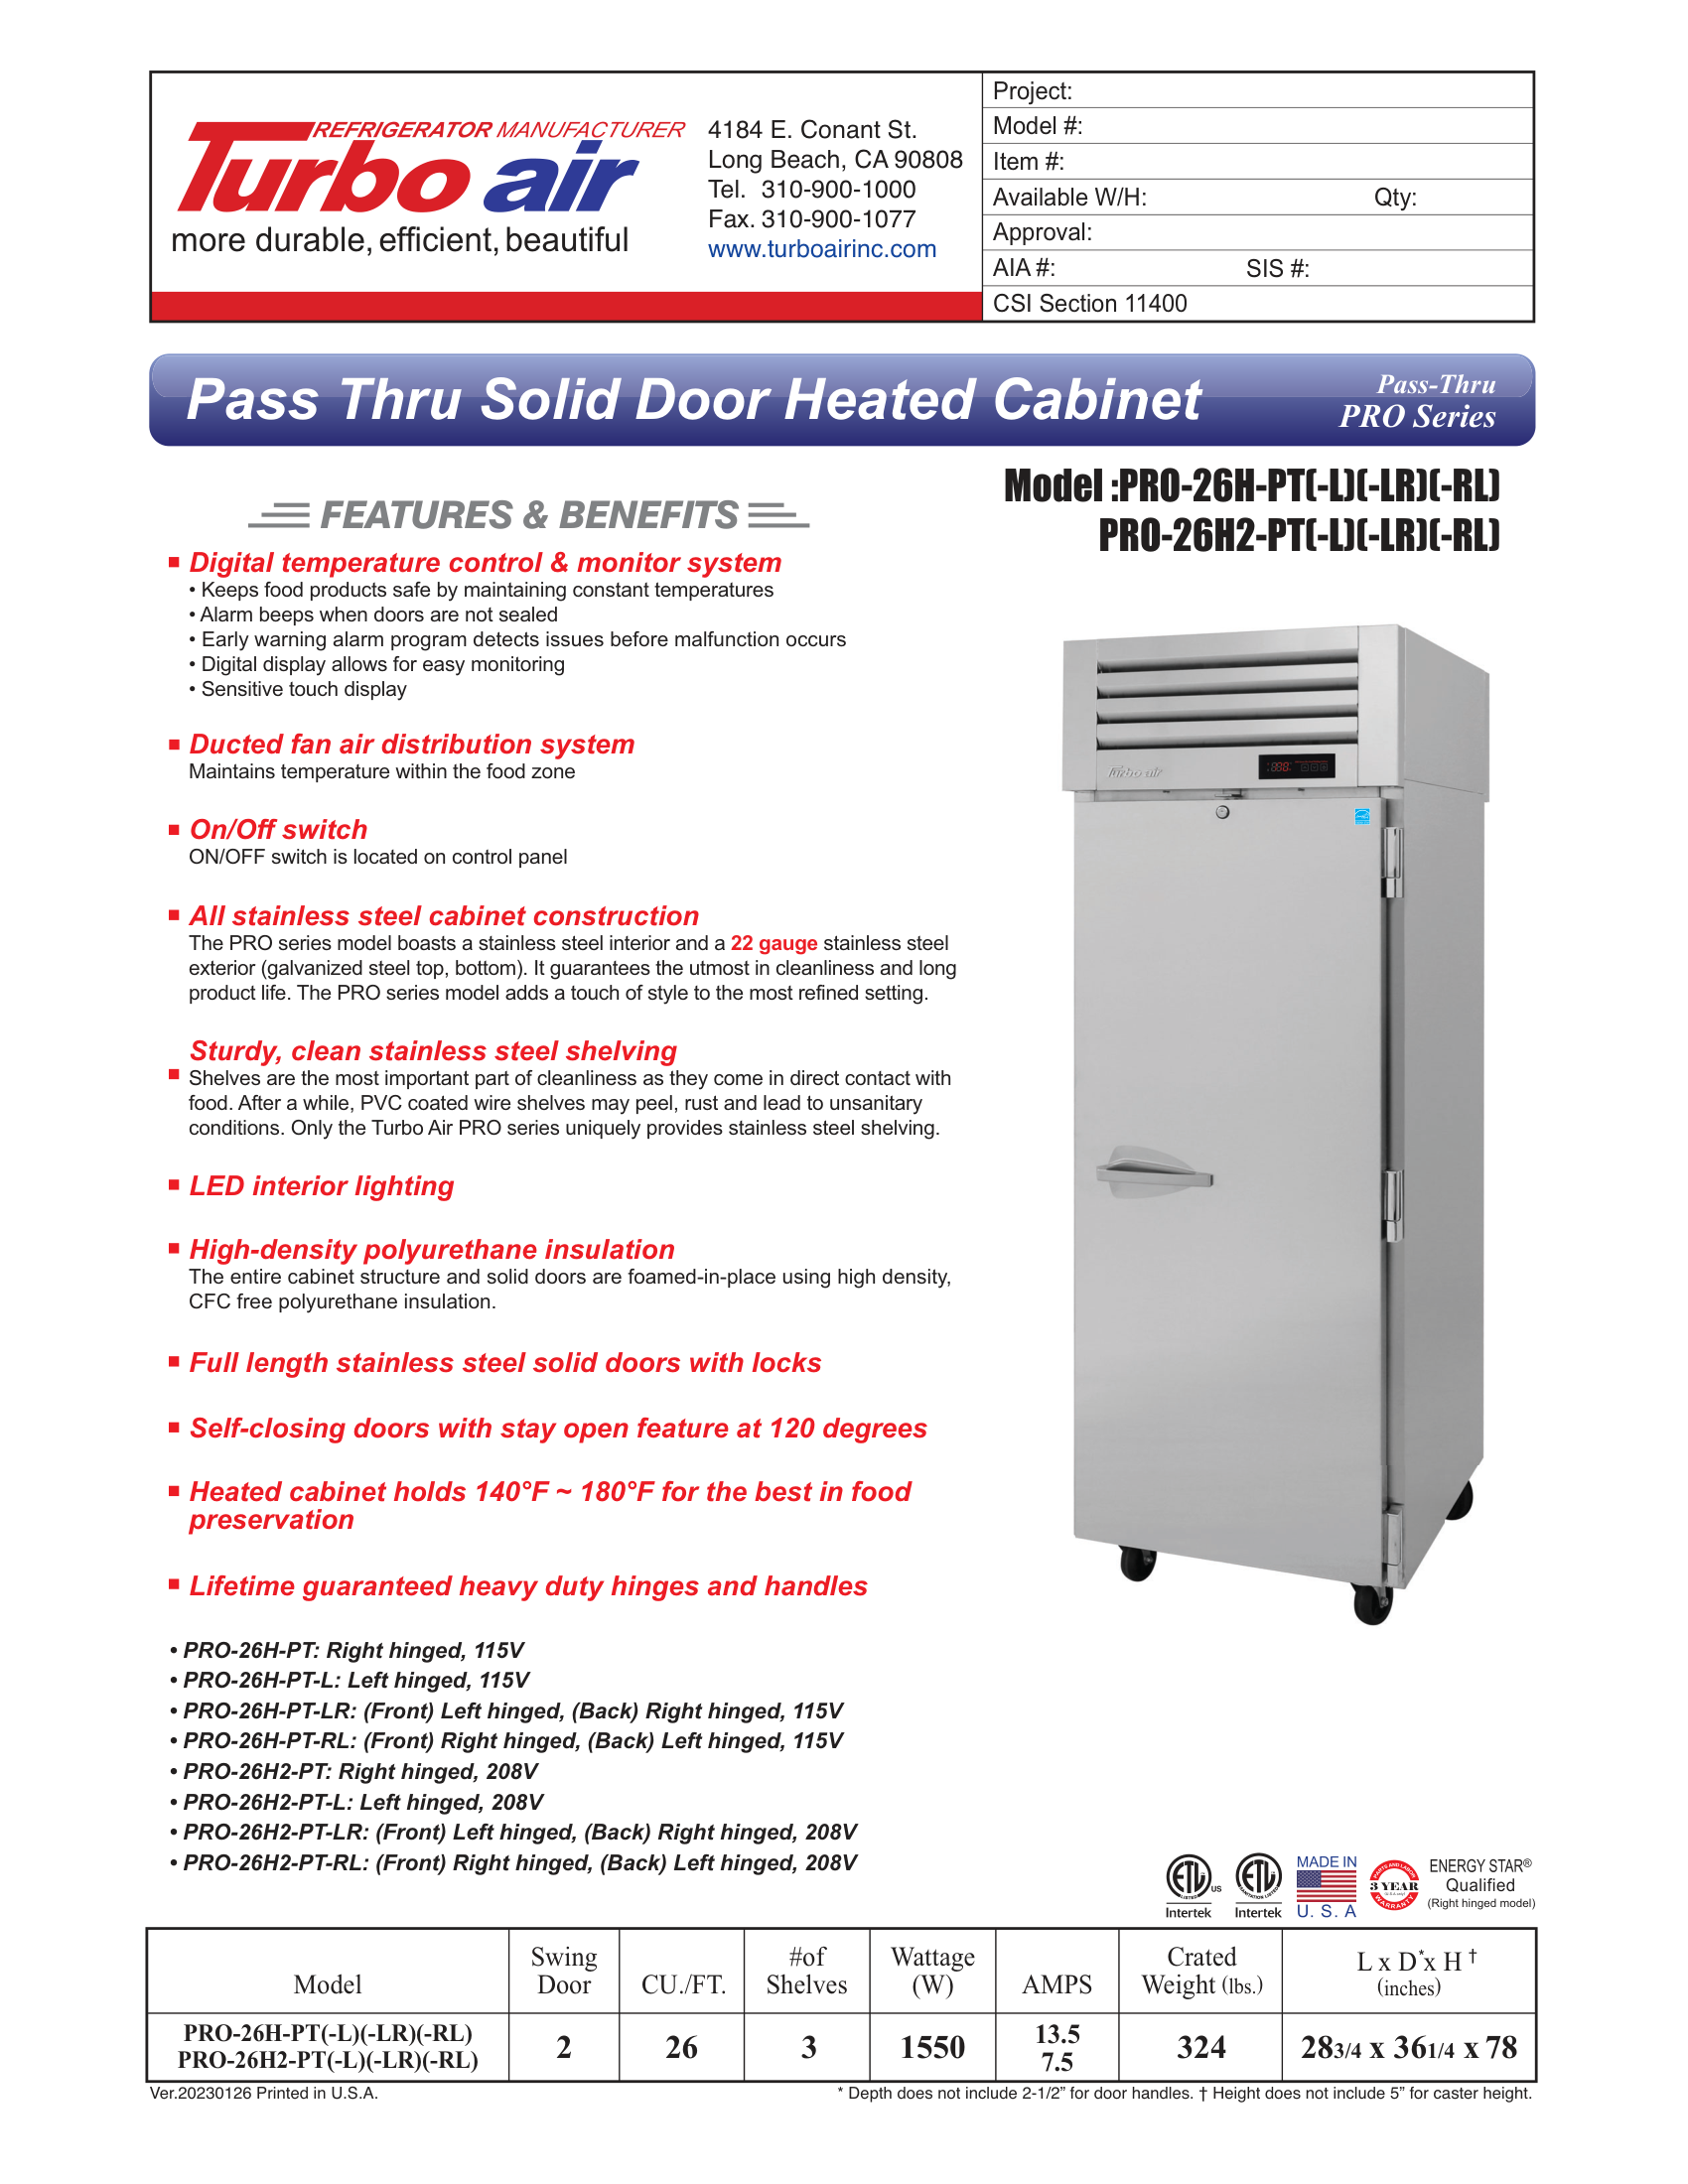 REFRIGERATOR MANUFACTURER
Turbo air
more durable, efficient, beautiful
4184 E. Conant St.
Long Beach, CA 90808
Tel. 310-900-1000
Fax. 310-900-1077
www.turboairinc.com
Project:
Model #:
Item #:
Available W/H: Qty:
Approval:
AIA #: SIS #:
CSI Section 11400
Pass Thru Solid Door Heated Cabinet
Pass-Thru
PRO Series
Model :PRO-26H-PT(-L)(-LR)(-RL)
PRO-26H2-PT(-L)(-LR)(-RL)
FEATURES & BENEFITS
Digital temperature control & monitor system
• Keeps food products safe by maintaining constant temperatures
• Alarm beeps when doors are not sealed
• Early warning alarm program detects issues before malfunction occurs
• Digital display allows for easy monitoring
• Sensitive touch display
Ducted fan air distribution system
Maintains temperature within the food zone
On/Off switch
ON/OFF switch is located on control panel
All stainless steel cabinet construction
The PRO series model boasts a stainless steel interior and a 22 gauge stainless steel
exterior (galvanized steel top, bottom). It guarantees the utmost in cleanliness and long
product life. The PRO series model adds a touch of style to the most refined setting.
Sturdy, clean stainless steel shelving
Shelves are the most important part of cleanliness as they come in direct contact with
food. After a while, PVC coated wire shelves may peel, rust and lead to unsanitary
conditions. Only the Turbo Air PRO series uniquely provides stainless steel shelving.
LED interior lighting
High-density polyurethane insulation
The entire cabinet structure and solid doors are foamed-in-place using high density,
CFC free polyurethane insulation.
Full length stainless steel solid doors with locks
Self-closing doors with stay open feature at 120 degrees
Heated cabinet holds 140°F ~ 180°F for the best in food
preservation
Lifetime guaranteed heavy duty hinges and handles
• PRO-26H-PT: Right hinged, 115V
• PRO-26H-PT-L: Left hinged, 115V
• PRO-26H-PT-LR: (Front) Left hinged, (Back) Right hinged, 115V
• PRO-26H-PT-RL: (Front) Right hinged, (Back) Left hinged, 115V
• PRO-26H2-PT: Right hinged, 208V
• PRO-26H2-PT-L: Left hinged, 208V
• PRO-26H2-PT-LR: (Front) Left hinged, (Back) Right hinged, 208V
• PRO-26H2-PT-RL: (Front) Right hinged, (Back) Left hinged, 208V
Turbo air
ETL LISTED US
Intertek
ETL SANITATION LISTED
Intertek
MADE IN
U. S. A
PARTS AND LABOR
3 YEAR
WARRANTY
ENERGY STAR®
Qualified
(Right hinged model)
Model
Swing
Door
CU./FT.
#of
Shelves
Wattage
(W)
AMPS
Crated
Weight (lbs.)
L x D* x H †
(inches)
PRO-26H-PT(-L)(-LR)(-RL)
PRO-26H2-PT(-L)(-LR)(-RL)
2
26
3
1550
13.5
7.5
324
283/4 x 361/4 x 78
Ver.20230126 Printed in U.S.A.
* Depth does not include 2-1/2” for door handles. † Height does not include 5” for caster height.